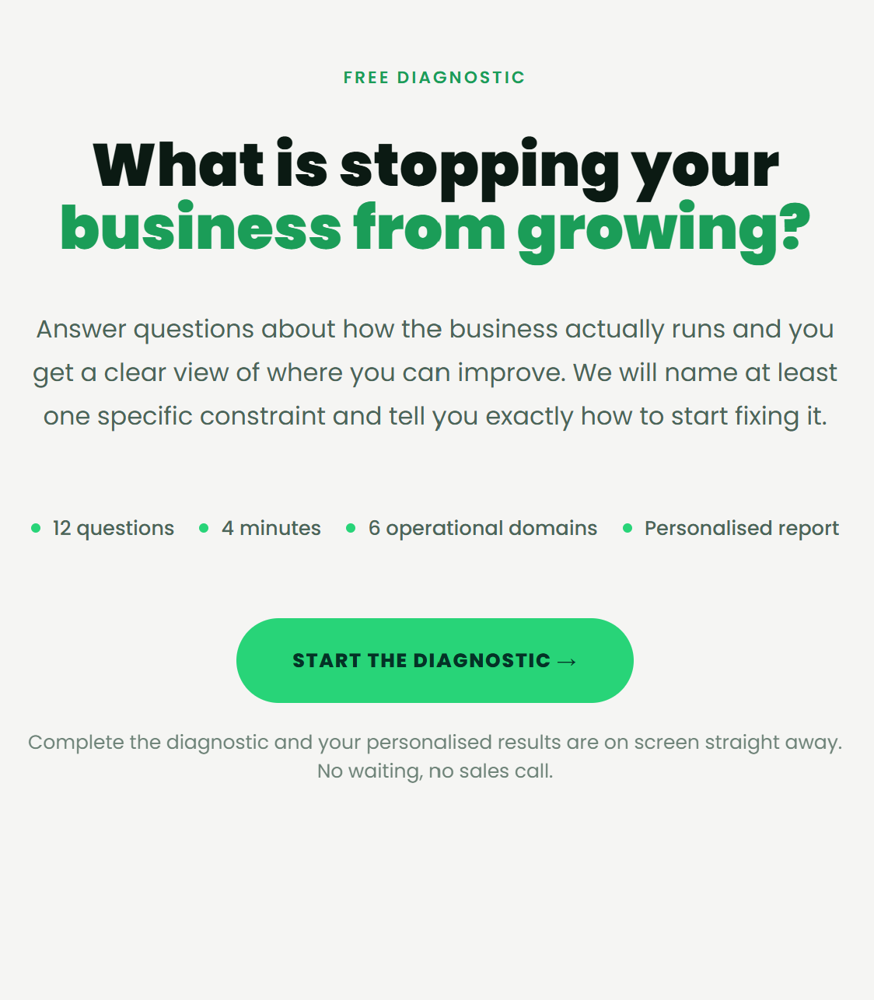 FREE DIAGNOSTIC
What is stopping your
business from growing?
Answer questions about how the business actually runs and you
get a clear view of where you can improve. We will name at least
one specific constraint and tell you exactly how to start fixing it.
12 questions 4 minutes 6 operational domains Personalised report
START THE DIAGNOSTIC →
Complete the diagnostic and your personalised results are on screen straight away.
No waiting, no sales call.